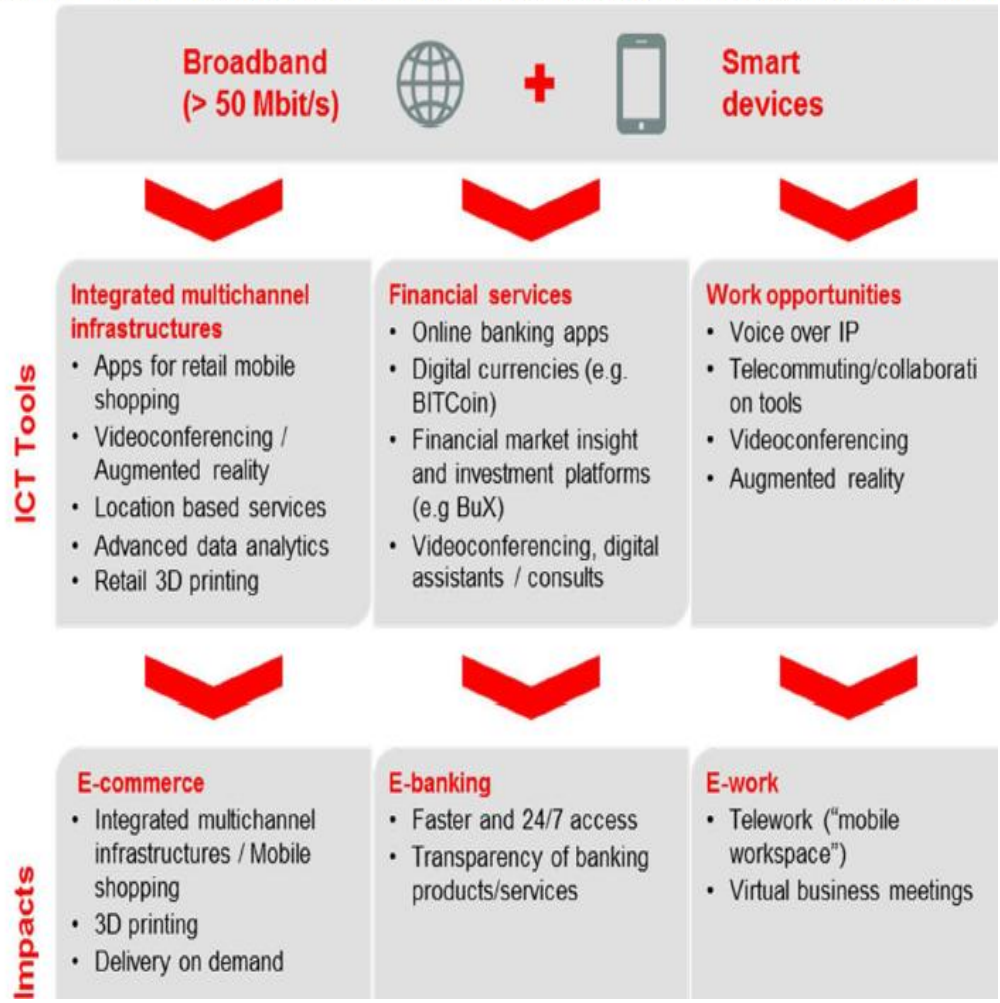 Broadband
(> 50 Mbit/s)
+
Smart
devices
ICT Tools
Integrated multichannel
infrastructures
• Apps for retail mobile
shopping
• Videoconferencing /
Augmented reality
• Location based services
• Advanced data analytics
• Retail 3D printing
Financial services
• Online banking apps
• Digital currencies (e.g.
BITCoin)
• Financial market insight
and investment platforms
(e.g BuX)
• Videoconferencing, digital
assistants / consults
Work opportunities
• Voice over IP
• Telecommuting/collaborati
on tools
• Videoconferencing
• Augmented reality
Impacts
E-commerce
• Integrated multichannel
infrastructures / Mobile
shopping
• 3D printing
• Delivery on demand
E-banking
• Faster and 24/7 access
• Transparency of banking
products/services
E-work
• Telework (“mobile
workspace”)
• Virtual business meetings